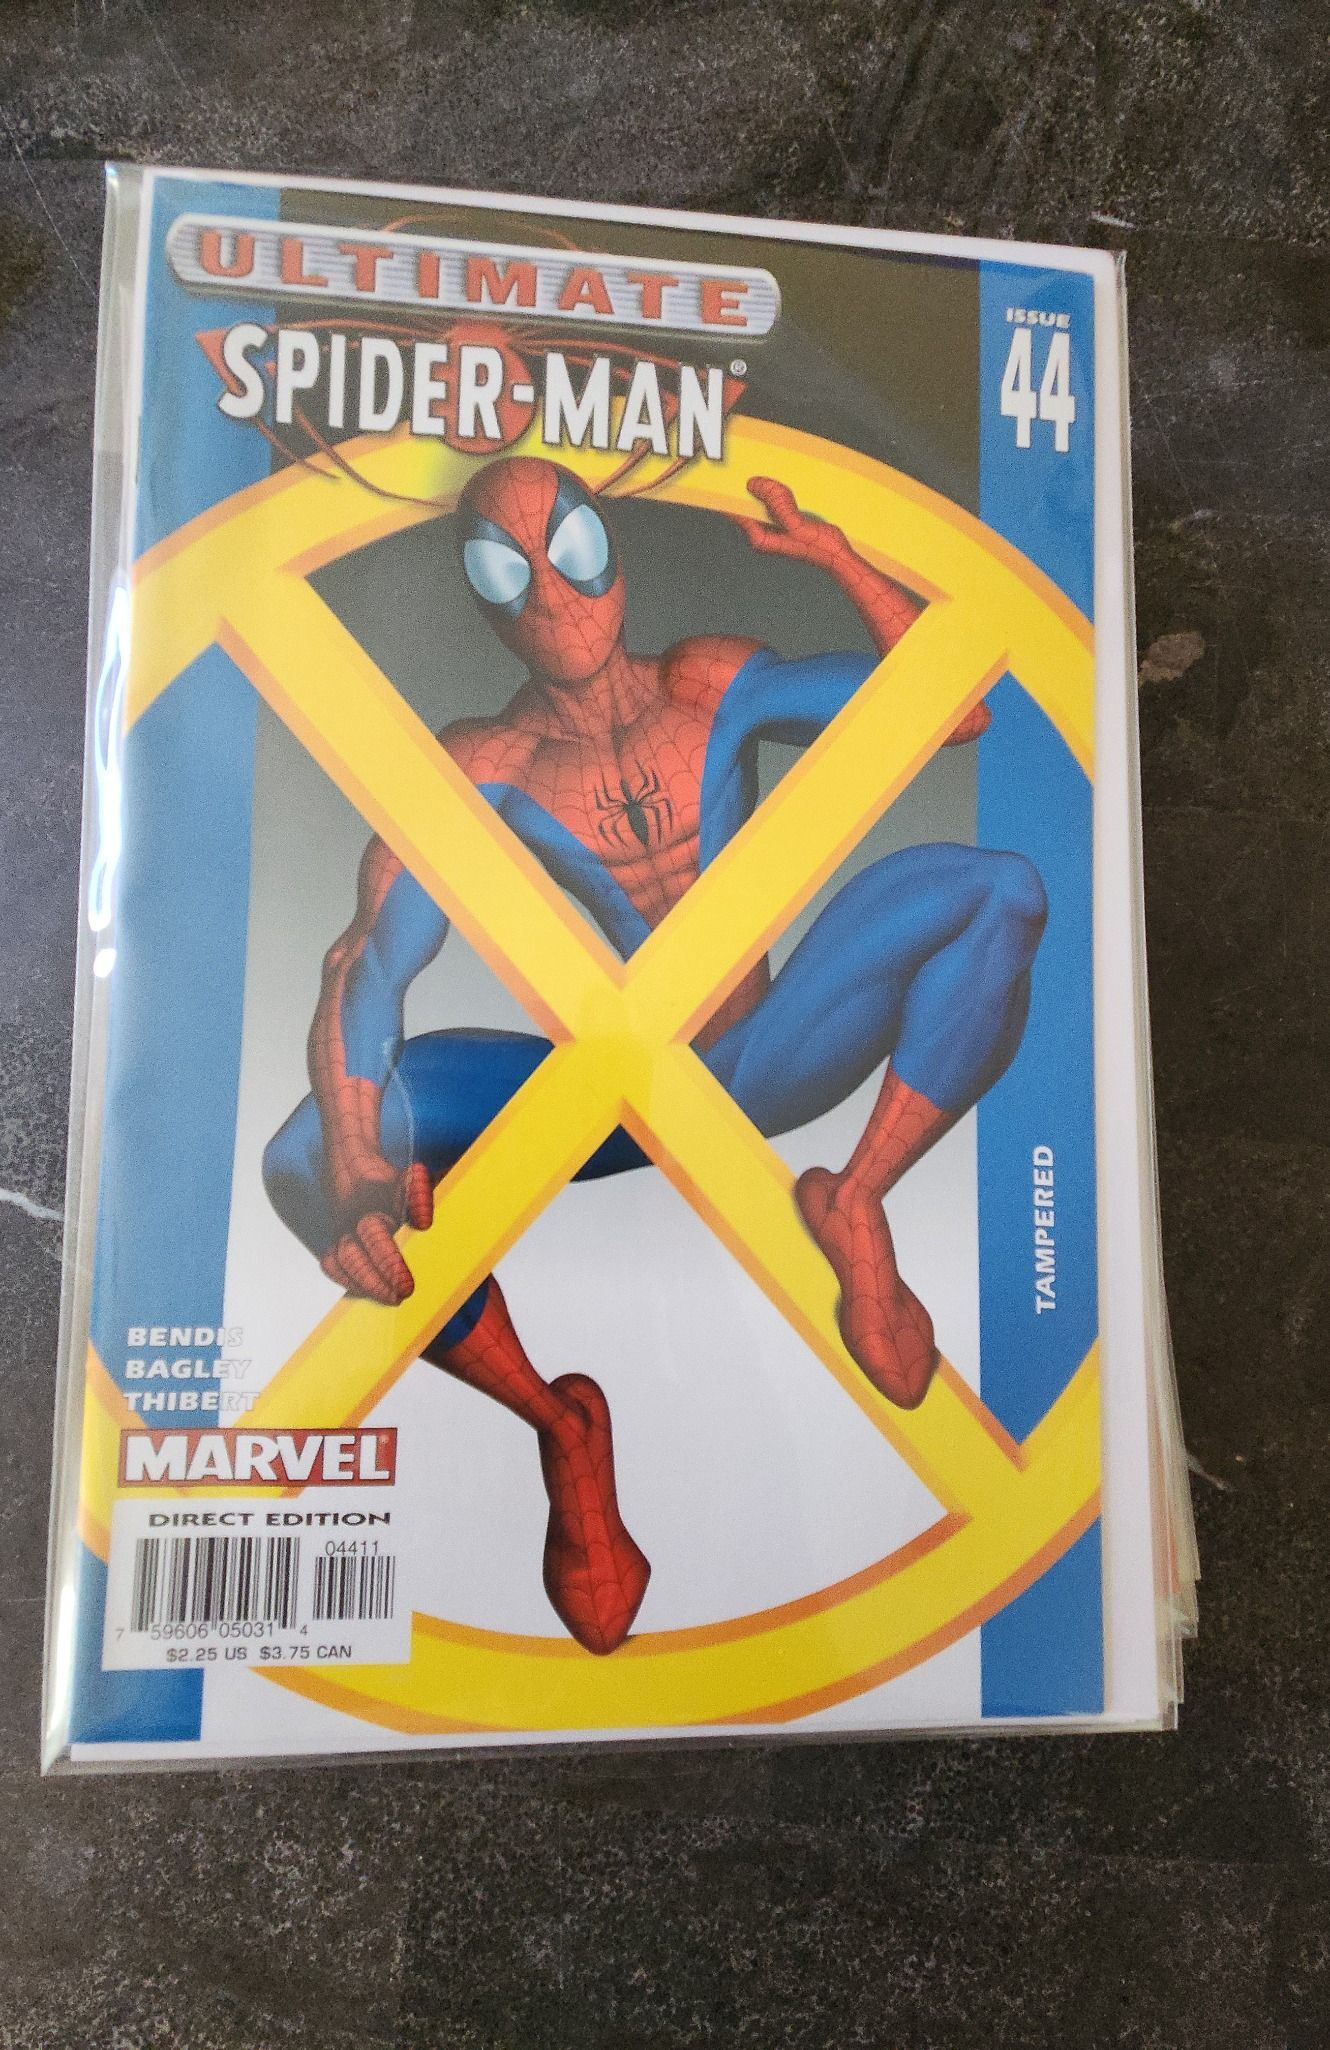 ULTIMATE
SPIDER-MAN®
ISSUE
44
TAMPERED
BENDIS
BAGLEY
THIBERT
MARVEL®
DIRECT EDITION
04411
7 59606 05031 4
$2.25 US $3.75 CAN